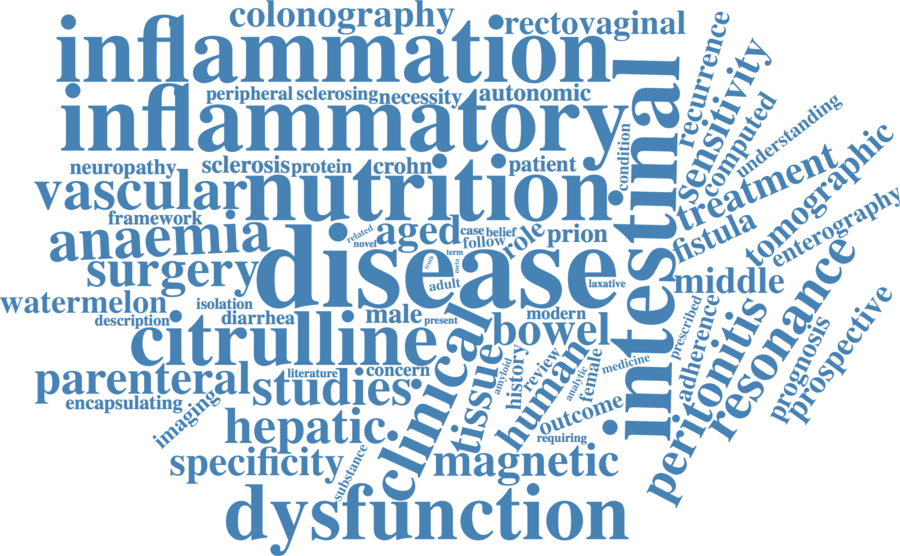 colonography
rectovaginal
inflammation
peripheral sclerosing necessity autonomic
inflammatory
neuropathy sclerosis protein crohn patient condition
vascular nutrition
framework
anaemia related novel aged case belief follow role prion
surgery disease term truth meta adult laxative
watermelon isolation
description diarrhea male present modern
citrulline bowel
parenteral literature concern
encapsulating studies
imaging hepatic clinical tissue amyloid history review human analytic female medicine
outcome
requiring
specificity substance magnetic
dysfunction
intestinal
recurrence
sensitivity
computed
understanding
treatment
tomographic
fistula
enterography
middle
prescribed
adherence
peritonitis
resonance
prognosis
prospective